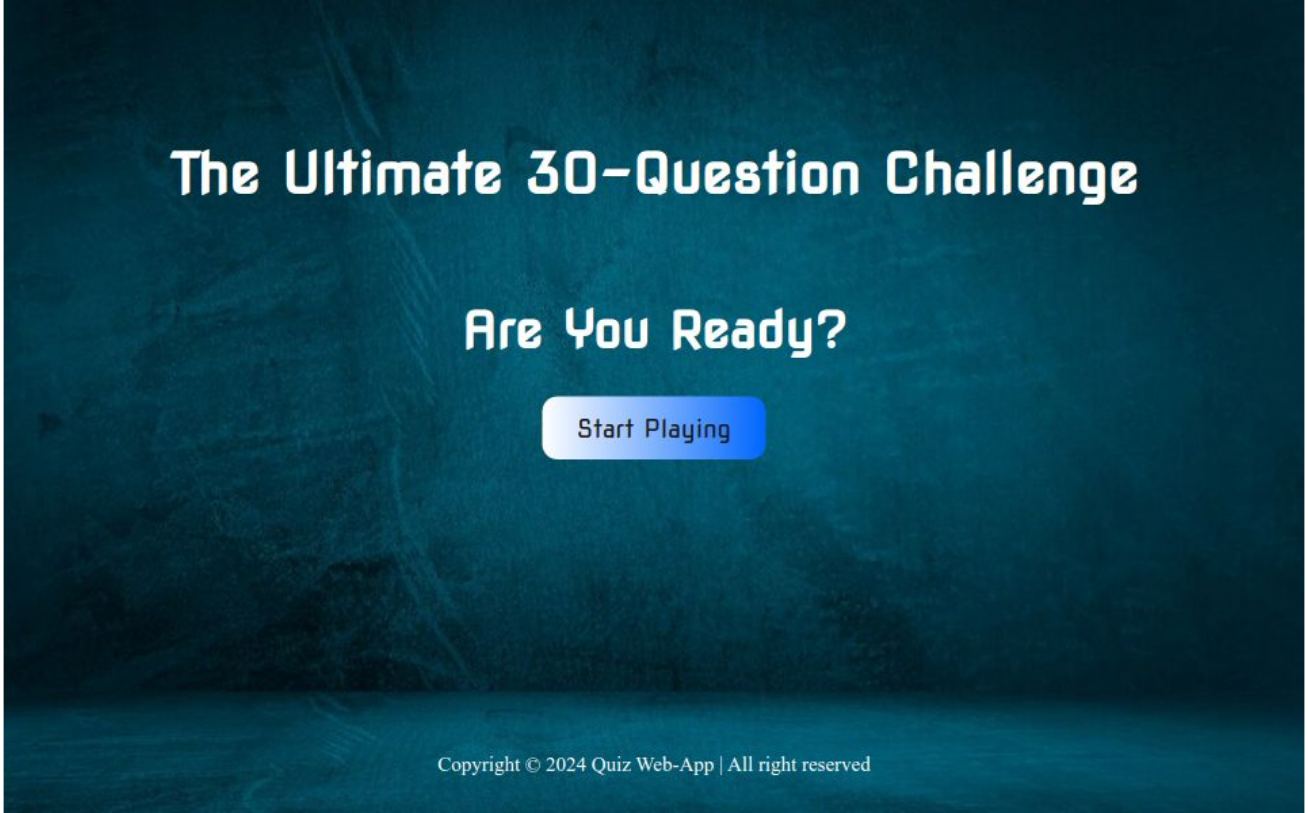 The Ultimate 30-Question Challenge
Are You Ready?
Start Playing
Copyright © 2024 Quiz Web-App | All right reserved